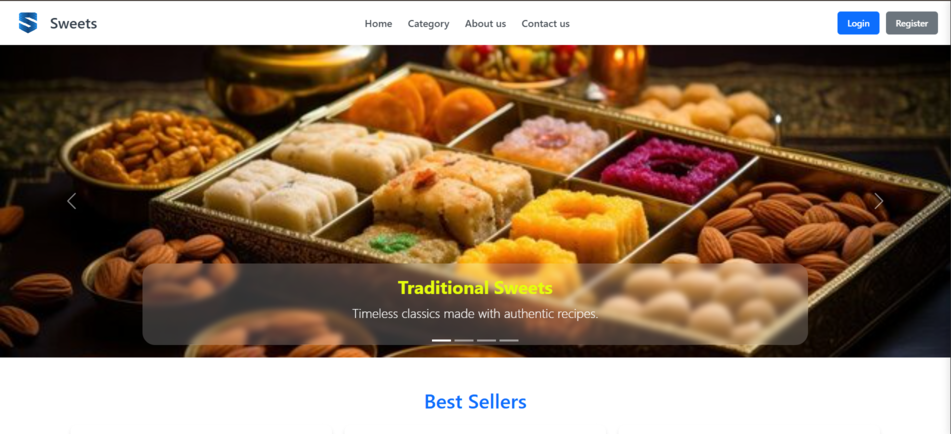 Sweets
Home Category About us Contact us
Login Register
Traditional Sweets
Timeless classics made with authentic recipes.
Best Sellers